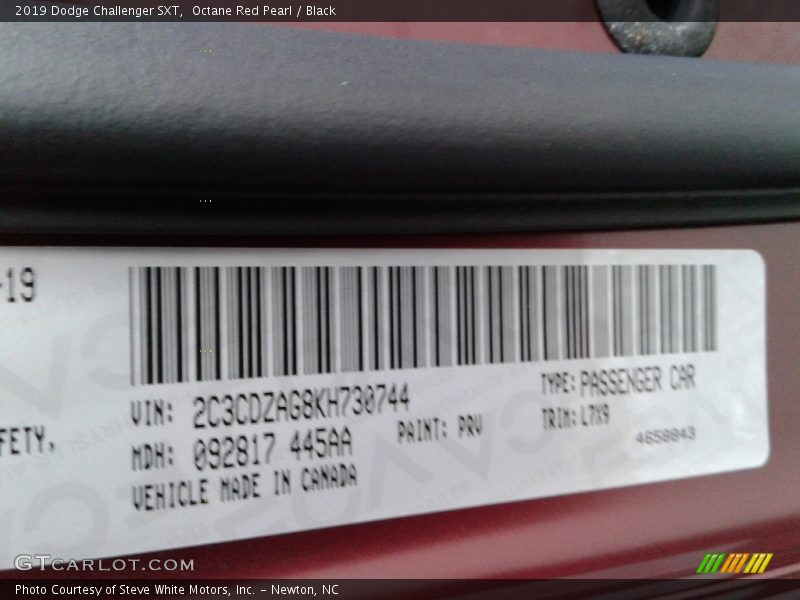 2019 Dodge Challenger SXT,  Octane Red Pearl / Black
-19
VIN: 2C3CDZAG8KH730744
TYPE: PASSENGER CAR
FETY,
MDH: 092817 445AA
PAINT: PRV
TRIM: L7X9
4658843
VEHICLE MADE IN CANADA
GTCARLOT.COM
Photo Courtesy of Steve White Motors, Inc. – Newton, NC